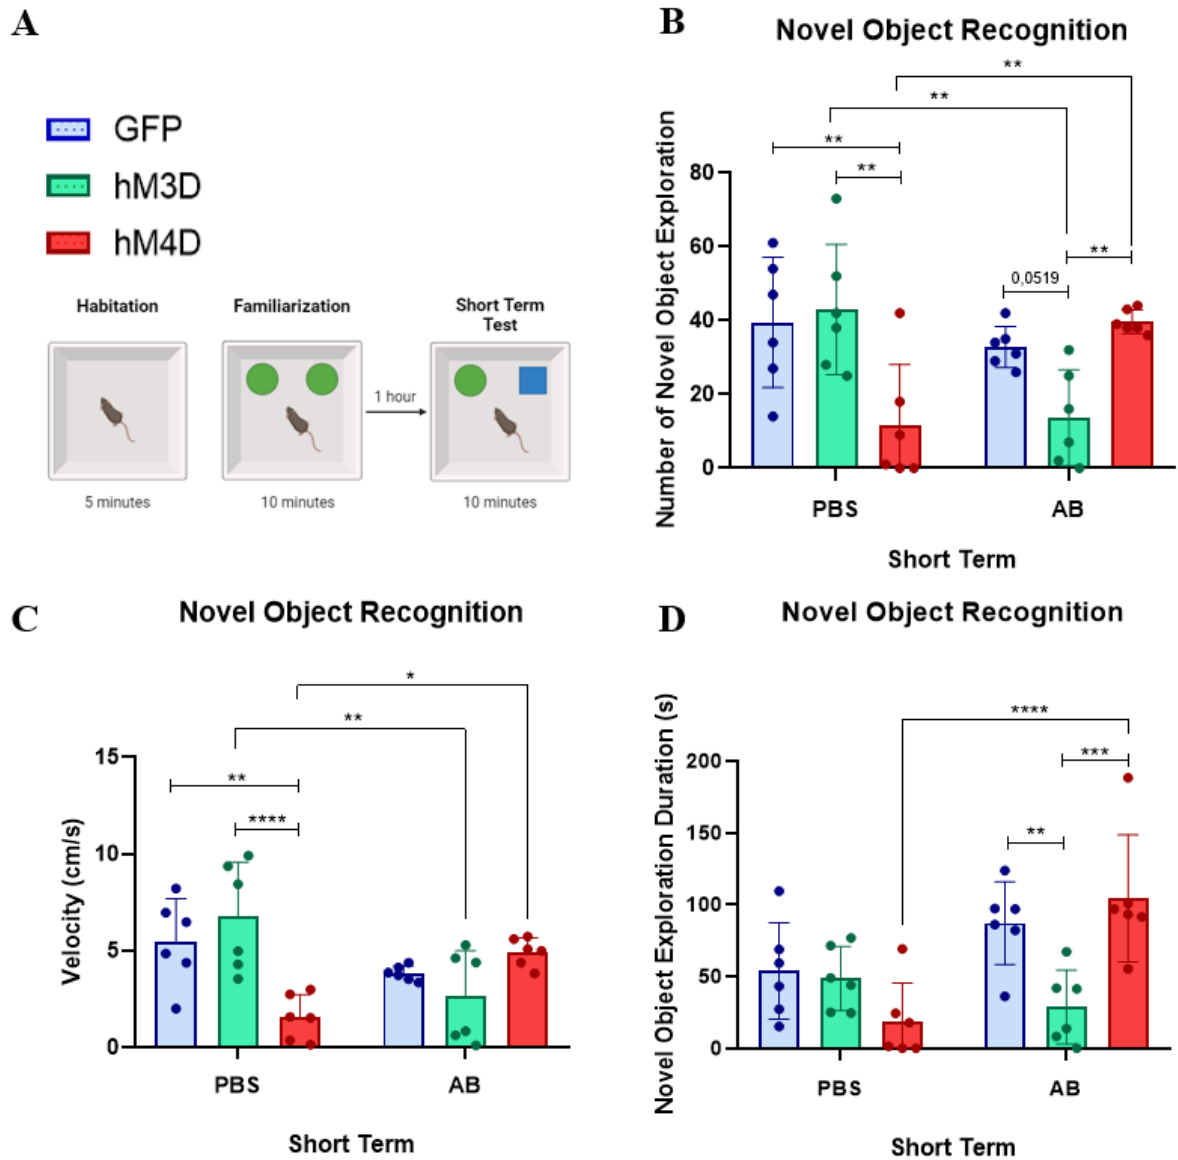 A
GFP
hM3D
hM4D
Habitation
Familiarization
Short Term
Test
1 hour
5 minutes
10 minutes
10 minutes
B
Novel Object Recognition
**
**
**
**
**
0,0519
Number of Novel Object Exploration
80
60
40
20
0
PBS
AB
Short Term
C
Novel Object Recognition
*
**
**
****
Velocity (cm/s)
15
10
5
0
PBS
AB
Short Term
D
Novel Object Recognition
****
***
**
Novel Object Exploration Duration (s)
200
150
100
50
0
PBS
AB
Short Term